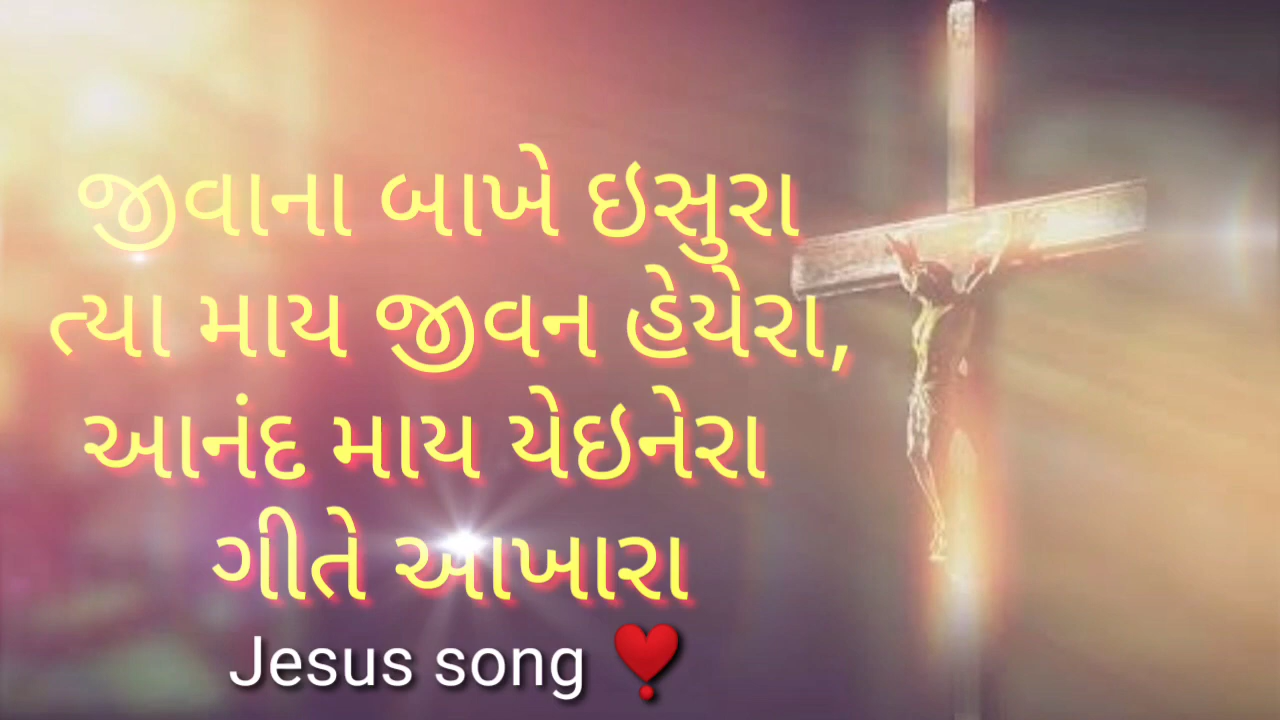 જીવાના બાખે ઇસુરા
ત્યા માય જીવન હેયેરા,
આનંદ માય યેઇનેરા
ગીતે આખારા
Jesus song ❣️